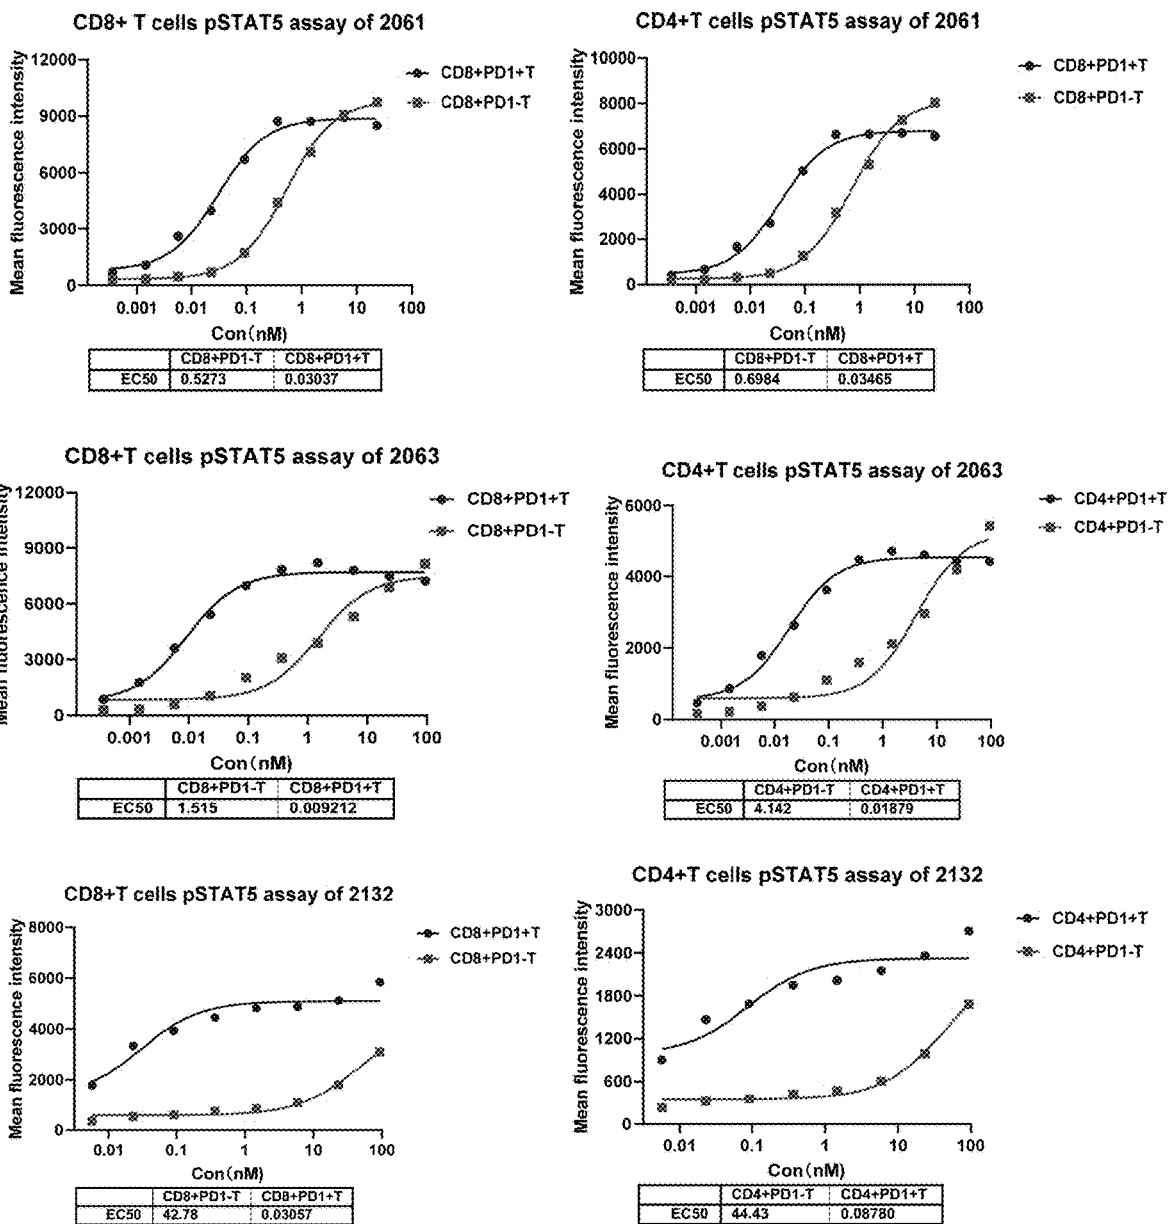 CD8+ T cells pSTAT5 assay of 2061
Mean fluorescence intensity
12000
9000
6000
3000
0
0.001 0.01 0.1 1 10 100
Con(nM)
CD8+PD1+T
CD8+PD1-T
CD8+PD1-T CD8+PD1+T
EC50 0.5273 0.03037
CD4+T cells pSTAT5 assay of 2061
Mean fluorescence intensity
10000
8000
6000
4000
2000
0
0.001 0.01 0.1 1 10 100
Con(nM)
CD8+PD1+T
CD8+PD1-T
CD8+PD1-T CD8+PD1+T
EC50 0.6984 0.03465
CD8+T cells pSTAT5 assay of 2063
Mean fluorescence intensity
12000
9000
6000
3000
0
0.001 0.01 0.1 1 10 100
Con(nM)
CD8+PD1+T
CD8+PD1-T
CD8+PD1-T CD8+PD1+T
EC50 1.515 0.009212
CD4+T cells pSTAT5 assay of 2063
Mean fluorescence intensity
6000
4000
2000
0
0.001 0.01 0.1 1 10 100
Con(nM)
CD4+PD1+T
CD4+PD1-T
CD4+PD1-T CD4+PD1+T
EC50 4.142 0.01879
CD8+T cells pSTAT5 assay of 2132
Mean fluorescence intensity
8000
6000
4000
2000
0
0.01 0.1 1 10 100
Con(nM)
CD8+PD1+T
CD8+PD1-T
CD8+PD1-T CD8+PD1+T
EC50 42.78 0.03057
CD4+T cells pSTAT5 assay of 2132
Mean fluorescence intensity
3000
2400
1800
1200
600
0
0.01 0.1 1 10 100
Con(nM)
CD4+PD1+T
CD4+PD1-T
CD4+PD1-T CD4+PD1+T
EC50 44.43 0.08780